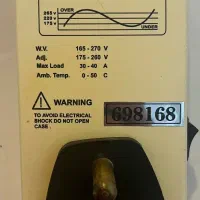 265 V OVER
220 V
175 V UNDER
W.V. 165 - 270 V
Adj. 175 - 260 V
Max Load 30 - 40 A
Amb. Temp. 0 - 50 C
WARNING
TO AVOID ELECTRICAL
SHOCK DO NOT OPEN
CASE .
698168